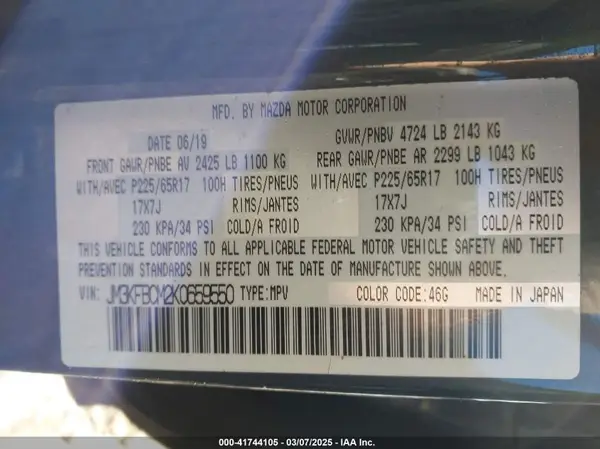 MFD. BY MAZDA MOTOR CORPORATION
DATE 06/19 GVWR/PNBV 4724 LB 2143 KG
FRONT GAWR/PNBE AV 2425 LB 1100 KG REAR GAWR/PNBE AR 2299 LB 1043 KG
WITH/AVEC P225/65R17 100H TIRES/PNEUS WITH/AVEC P225/65R17 100H TIRES/PNEUS
17X7J RIMS/JANTES 17X7J RIMS/JANTES
230 KPA/34 PSI COLD/A FROID 230 KPA/34 PSI COLD/A FROID
THIS VEHICLE CONFORMS TO ALL APPLICABLE FEDERAL MOTOR VEHICLE SAFETY AND THEFT
PREVENTION STANDARDS IN EFFECT ON THE DATE OF MANUFACTURE SHOWN ABOVE.
VIN: JM3KFBCM2K0659550 TYPE:MPV COLOR CODE:46G MADE IN JAPAN
000-41744105 - 03/07/2025 - IAA Inc.